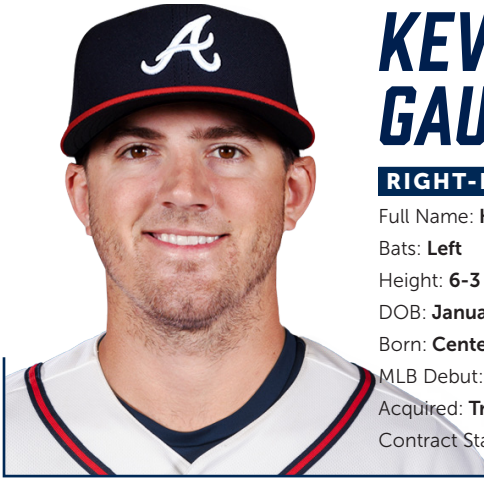 A
KEV
GAU
RIGHT-
Full Name:
Bats: Left
Height: 6-3
DOB: Janua
Born: Cente
MLB Debut:
Acquired: Tr
Contract Sta